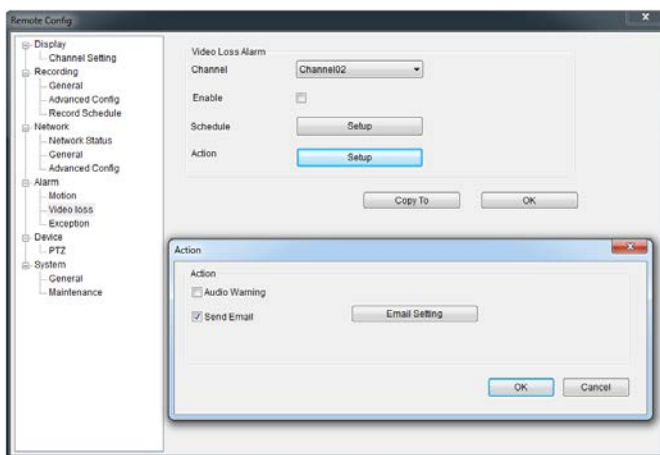 Remote Config
X
Display
Channel Setting
Recording
General
Advanced Config
Record Schedule
Network
Network Status
General
Advanced Config
Alarm
Motion
Video loss
Exception
Device
PTZ
System
General
Maintenance
Video Loss Alarm
Channel
Channel02
Enable
Schedule
Setup
Action
Setup
Copy To
OK
Action
X
Action
Audio Warning
Send Email
Email Setting
OK
Cancel